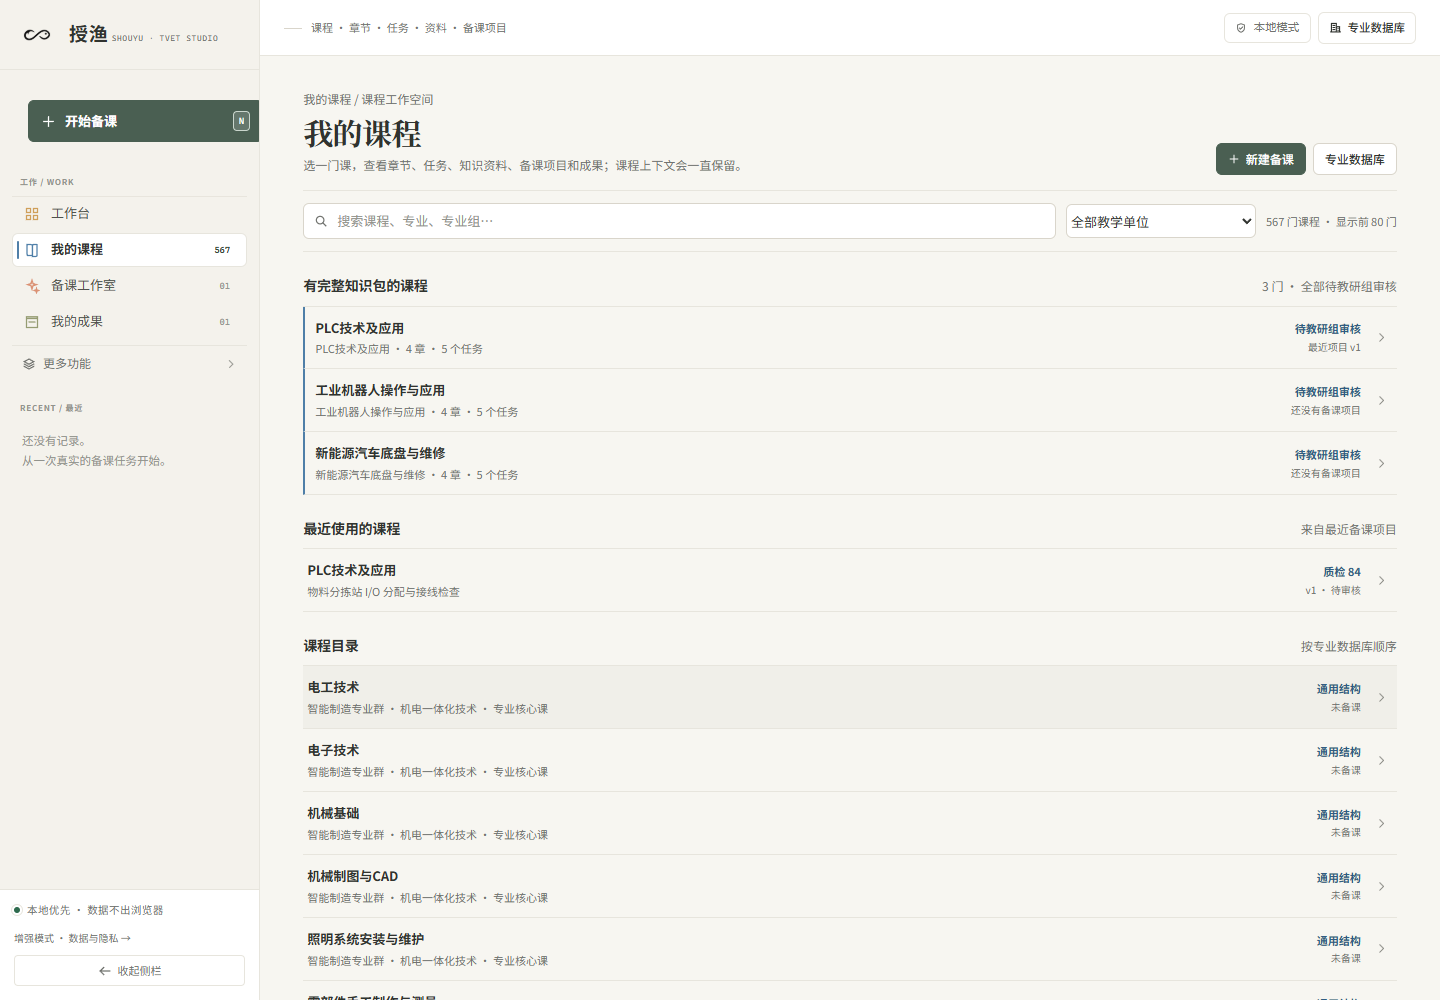 授渔 SHOUYU · TVET STUDIO
开始备课 N
工作 / WORK
工作台
我的课程 567
备课工作室 01
我的成果 01
更多功能
RECENT / 最近
还没有记录。
从一次真实的备课任务开始。
本地优先 · 数据不出浏览器
增强模式 · 数据与隐私 →
← 收起侧栏
课程 · 章节 · 任务 · 资料 · 备课项目
本地模式
专业数据库
我的课程 / 课程工作空间
我的课程
选一门课，查看章节、任务、知识资料、备课项目和成果；课程上下文会一直保留。
新建备课
专业数据库
搜索课程、专业、专业组…
全部教学单位
567 门课程 · 显示前 80 门
有完整知识包的课程
3 门 · 全部待教研组审核
PLC技术及应用
PLC技术及应用 · 4 章 · 5 个任务
待教研组审核
最近项目 v1
工业机器人操作与应用
工业机器人操作与应用 · 4 章 · 5 个任务
待教研组审核
还没有备课项目
新能源汽车底盘与维修
新能源汽车底盘与维修 · 4 章 · 5 个任务
待教研组审核
还没有备课项目
最近使用的课程
来自最近备课项目
PLC技术及应用
物料分拣站 I/O 分配与接线检查
质检 84
v1 · 待审核
课程目录
按专业数据库顺序
电工技术
智能制造专业群 · 机电一体化技术 · 专业核心课
通用结构
未备课
电子技术
智能制造专业群 · 机电一体化技术 · 专业核心课
通用结构
未备课
机械基础
智能制造专业群 · 机电一体化技术 · 专业核心课
通用结构
未备课
机械制图与CAD
智能制造专业群 · 机电一体化技术 · 专业核心课
通用结构
未备课
照明系统安装与维护
智能制造专业群 · 机电一体化技术 · 专业核心课
通用结构
未备课